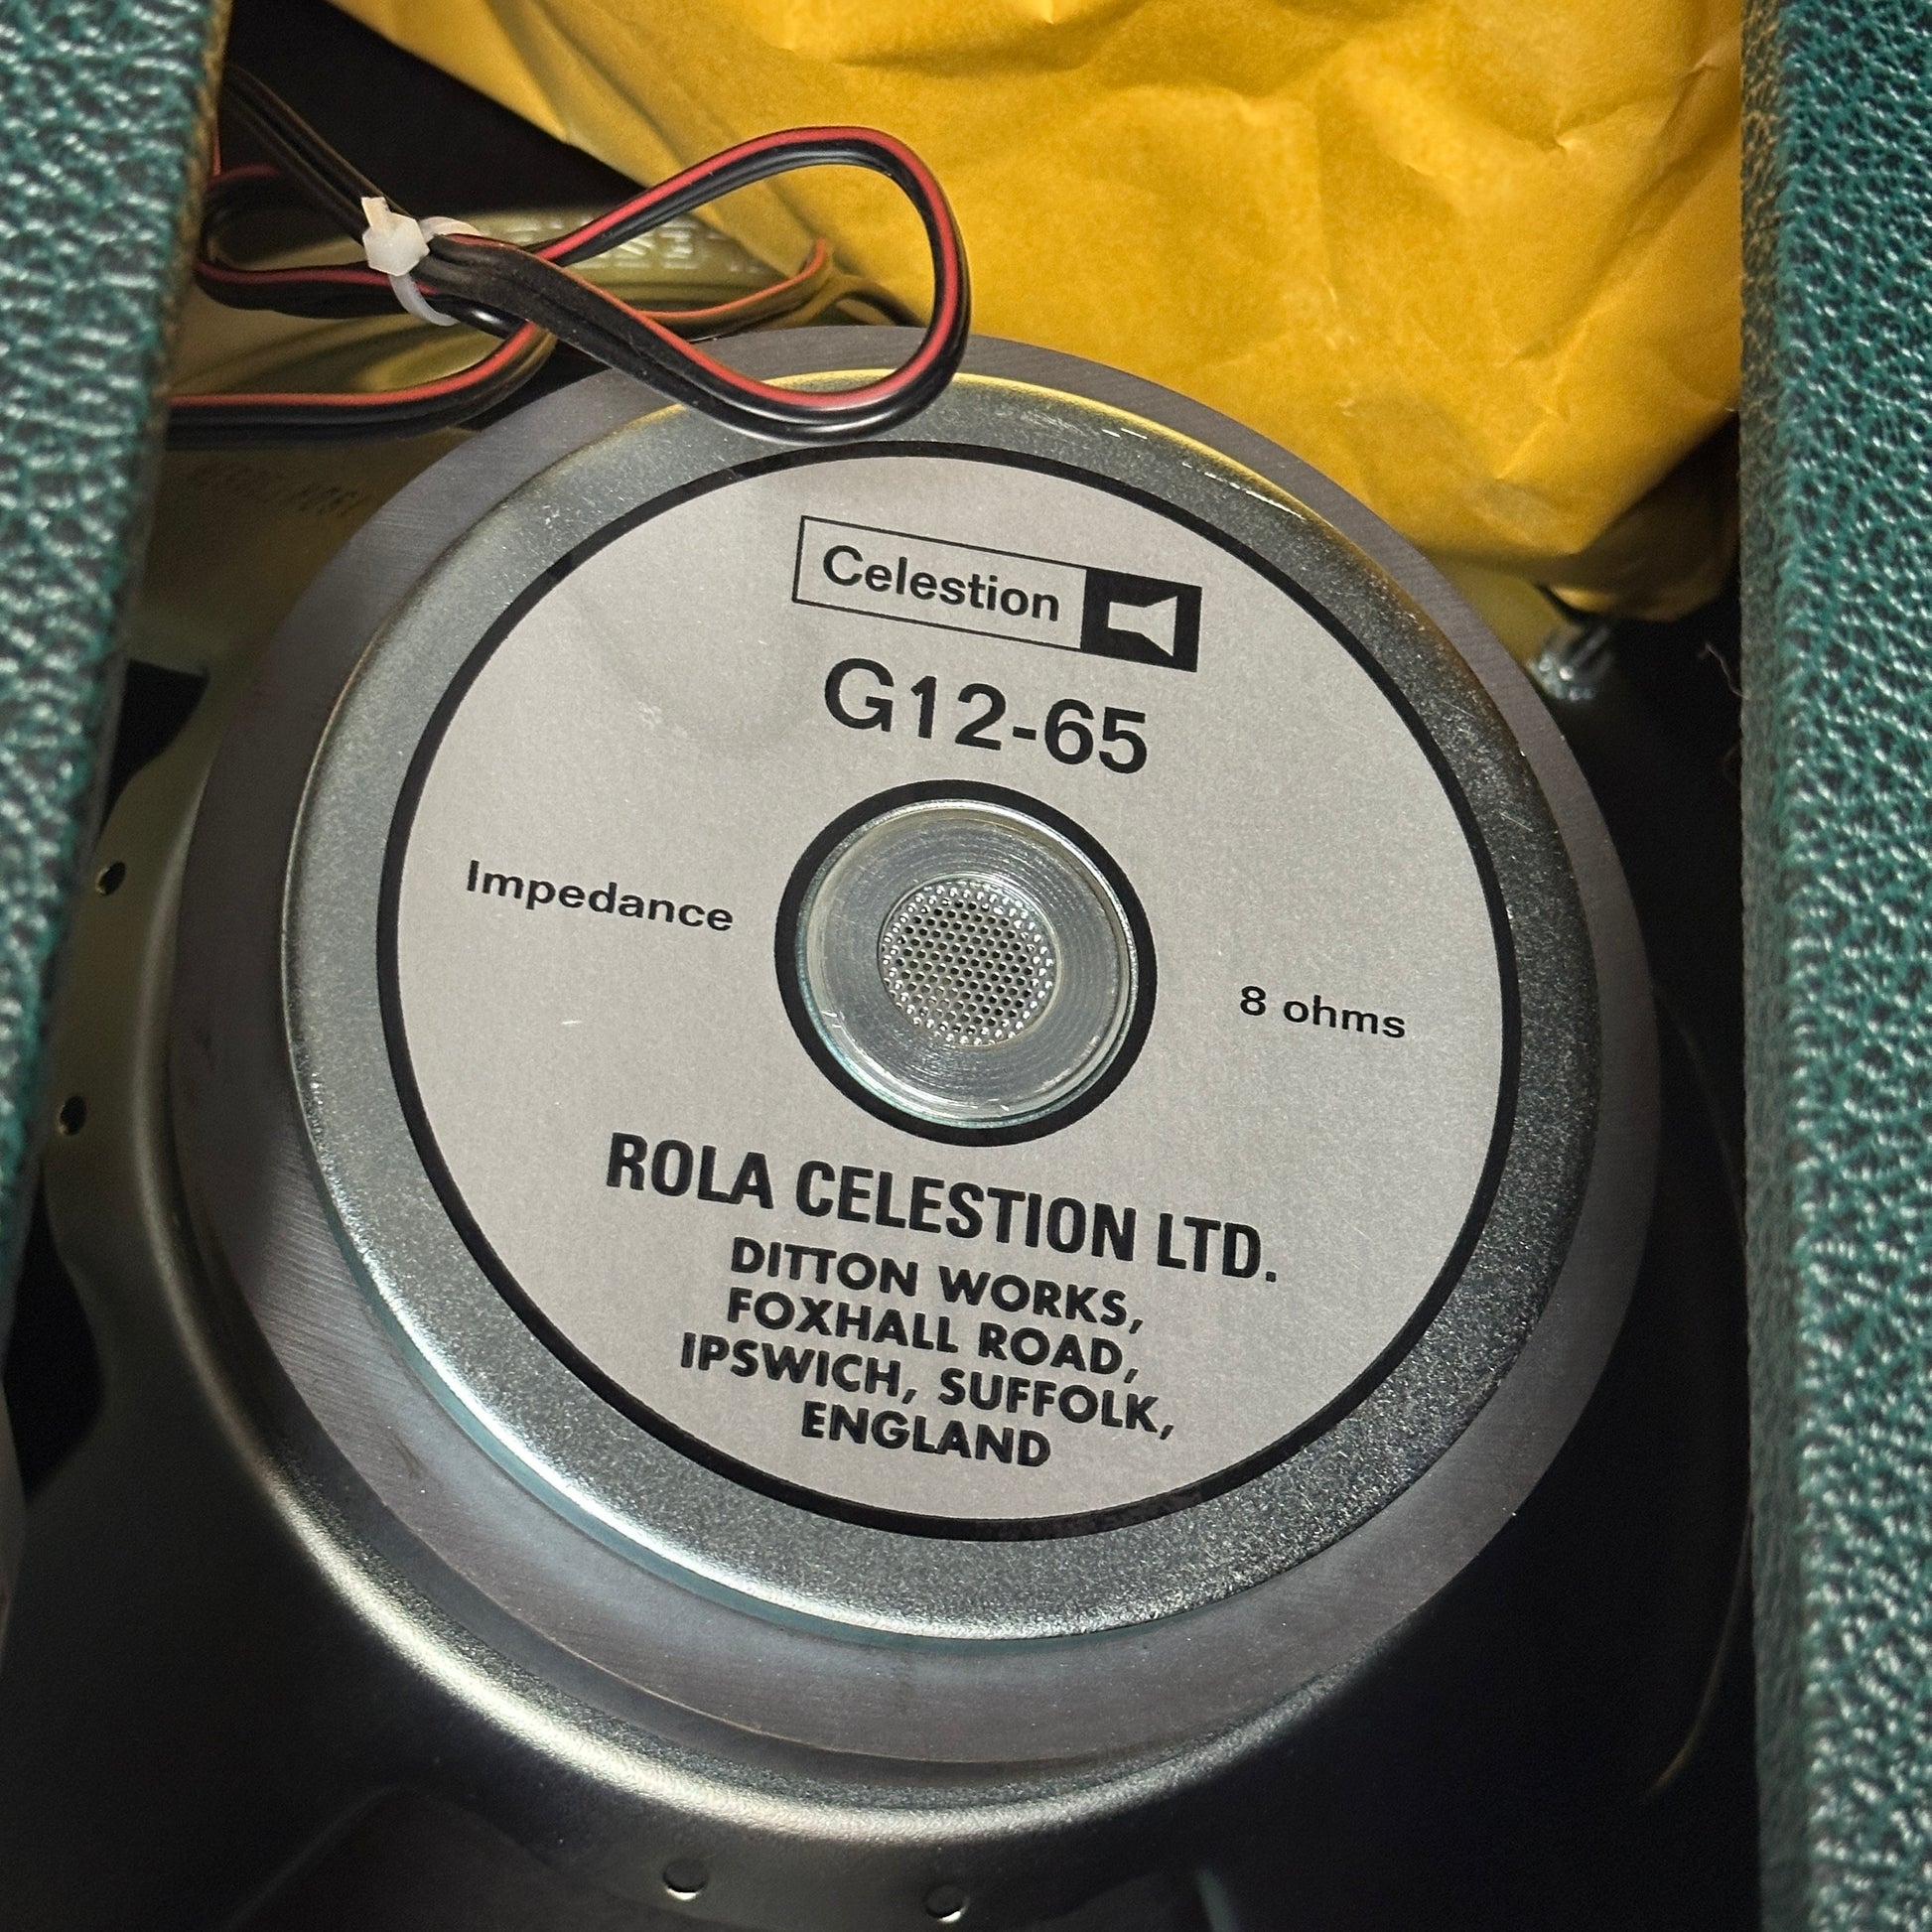 Celestion
G12-65
Impedance
8 ohms
ROLA CELESTION LTD.
DITTON WORKS,
FOXHALL ROAD,
IPSWICH, SUFFOLK,
ENGLAND